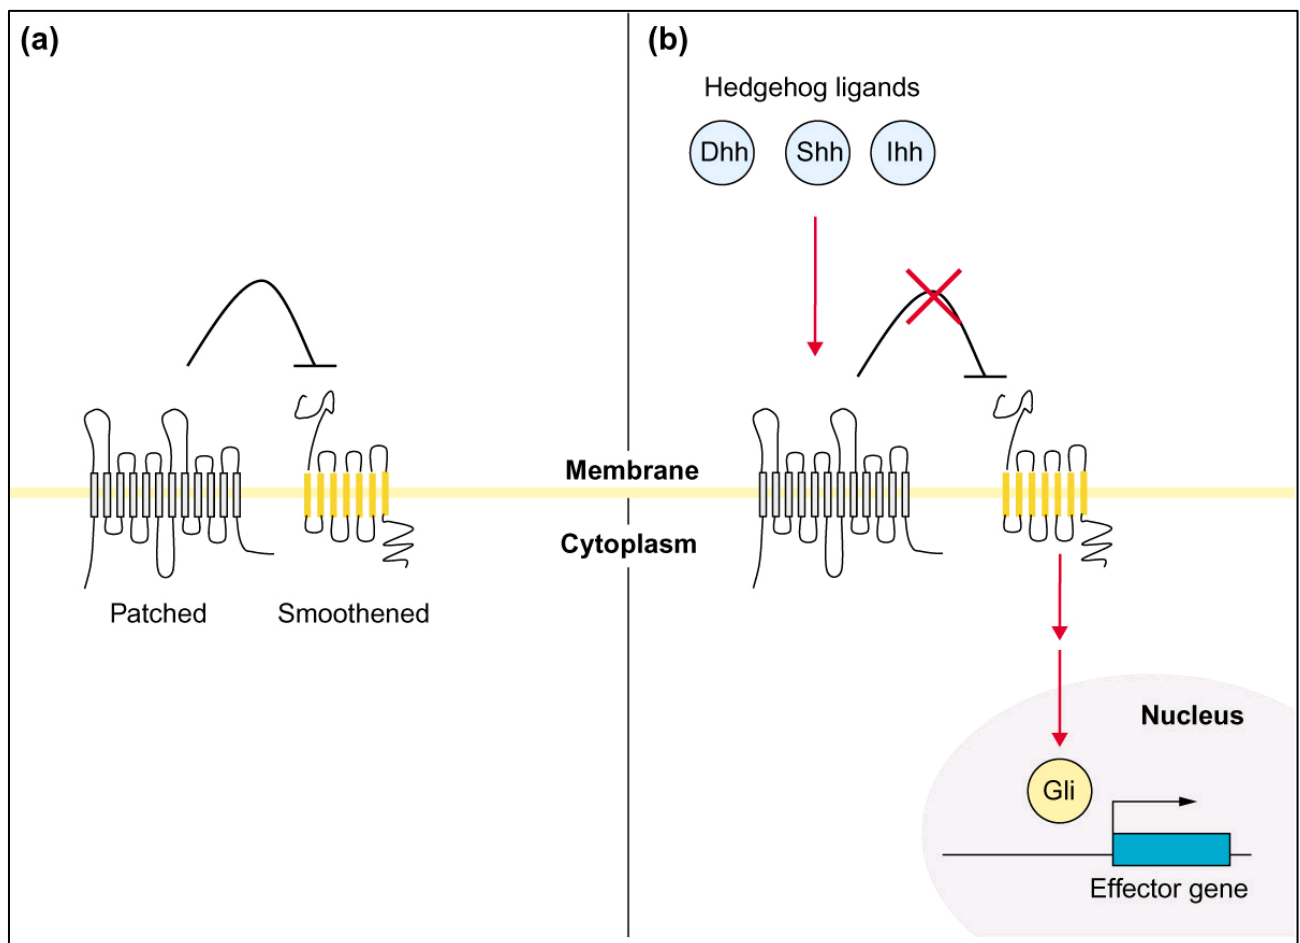 (a)
(b)
Hedgehog ligands
Dhh
Shh
Ihh
Membrane
Cytoplasm
Patched
Smoothened
Nucleus
Gli
Effector gene